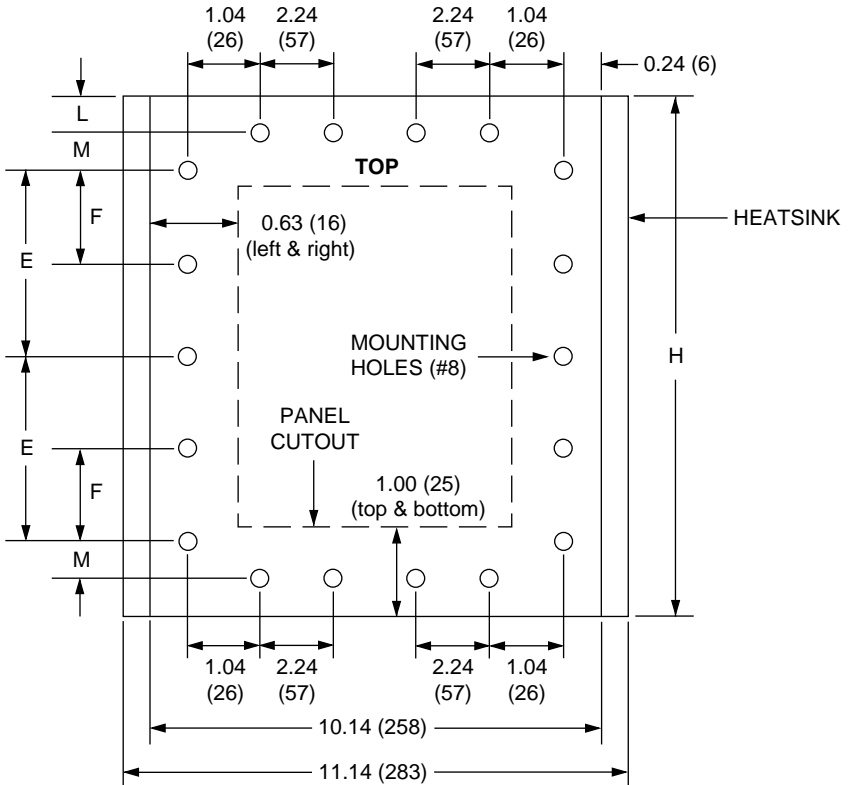 1.04 2.24 2.24 1.04
(26) (57) (57) (26)
0.24 (6)
L
M
TOP
F
0.63 (16)
(left & right)
HEATSINK
E
MOUNTING
HOLES (#8)
H
PANEL
CUTOUT
E
F
1.00 (25)
(top & bottom)
M
1.04 2.24 2.24 1.04
(26) (57) (57) (26)
10.14 (258)
11.14 (283)